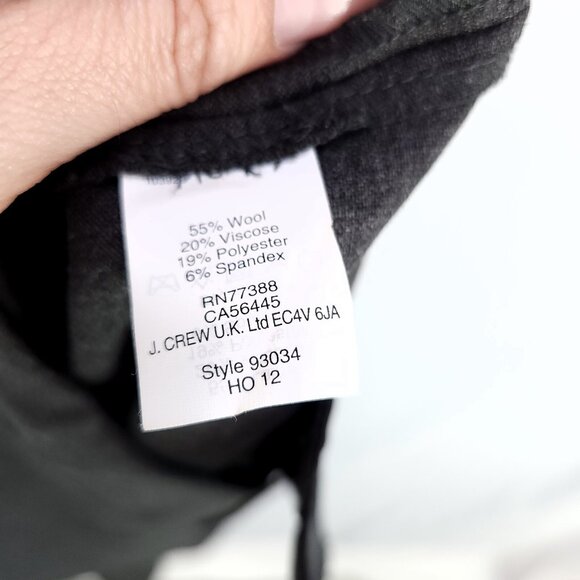 55% Wool
20% Viscose
19% Polyester
6% Spandex
RN77388
CA56445
J. CREW U.K. Ltd EC4V 6JA
Style 93034
HO 12